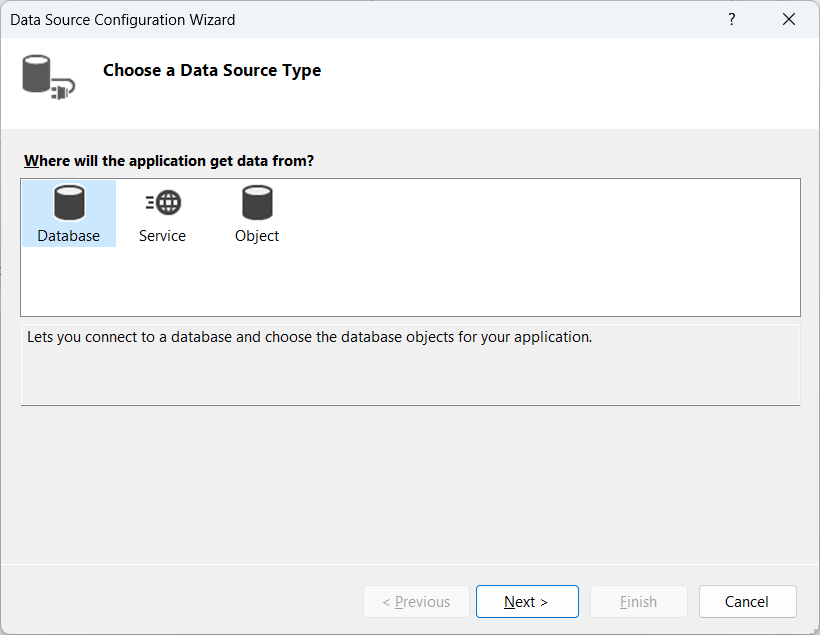 Data Source Configuration Wizard ?
Choose a Data Source Type
Where will the application get data from?
Database Service Object
Lets you connect to a database and choose the database objects for your application.
< Previous Next > Finish Cancel